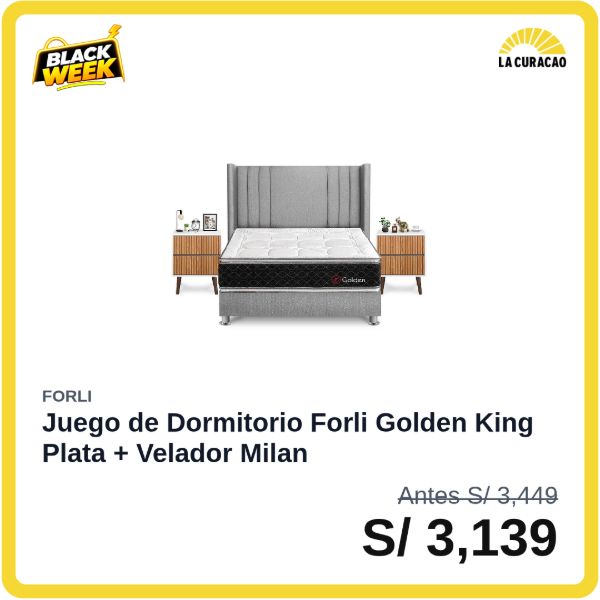 BLACK
WEEK
LA CURACAO
Golden
FORLI
Juego de Dormitorio Forli Golden King
Plata + Velador Milan
Antes S/ 3,449
S/ 3,139